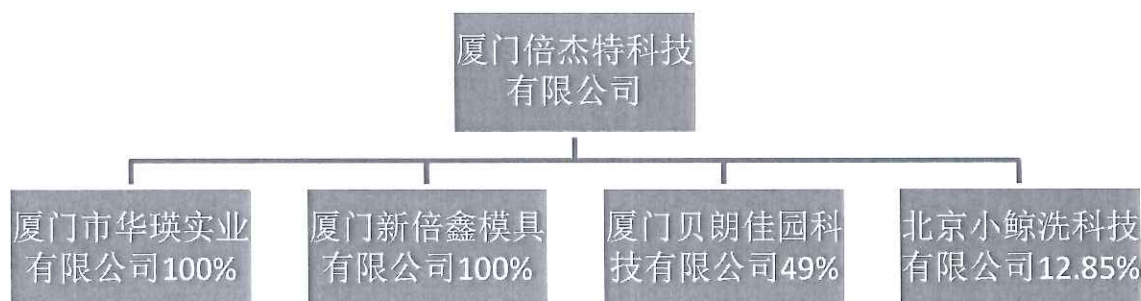 厦门倍杰特科技
有限公司
厦门市华瑛实业
有限公司100%
厦门新倍鑫模具
有限公司100%
厦门贝朗佳园科
技有限公司49%
北京小鲸洗科技
有限公司12.85%